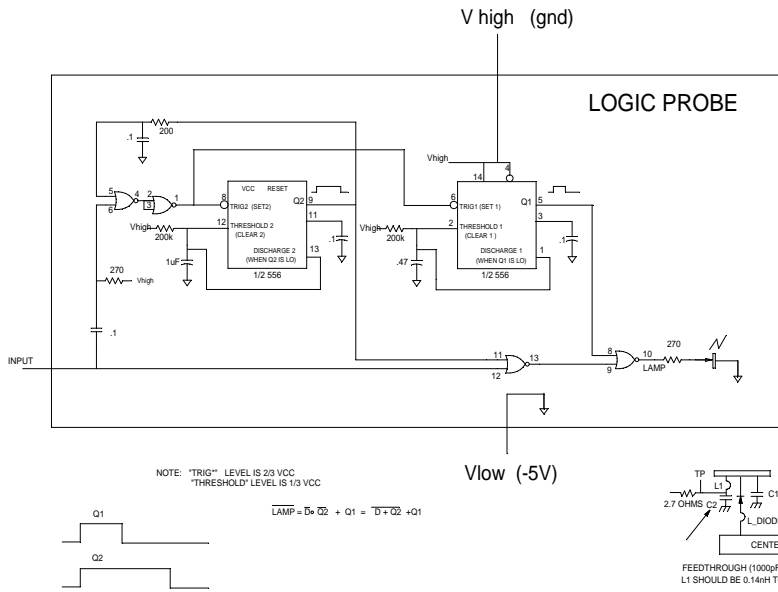 V high (gnd)
LOGIC PROBE
.1
200
Vhigh
4
14
5
4
2
1
6
3
8
VCC RESET
Q2
9
TRIG2 (SET2)
11
12
THRESHOLD 2
(CLEAR 2)
Vhigh
200k
.1
13
DISCHARGE 2
(WHEN Q2 IS LO)
1uF
1/2 556
6
TRIG1 (SET 1)
Q1
5
3
2
THRESHOLD 1
(CLEAR 1)
Vhigh
200k
.1
1
DISCHARGE 1
(WHEN Q1 IS LO)
.47
1/2 556
270
Vhigh
.1
INPUT
11
13
12
8
10
9
LAMP
270
Vlow (-5V)
NOTE: "TRIG*" LEVEL IS 2/3 VCC
"THRESHOLD" LEVEL IS 1/3 VCC
LAMP = D• Q2 + Q1 = D + Q2 +Q1
Q1
Q2
TP
L1
C1
2.7 OHMS
C2
L_DIOD
CENTE
FEEDTHROUGH (1000pF
L1 SHOULD BE 0.14nH T